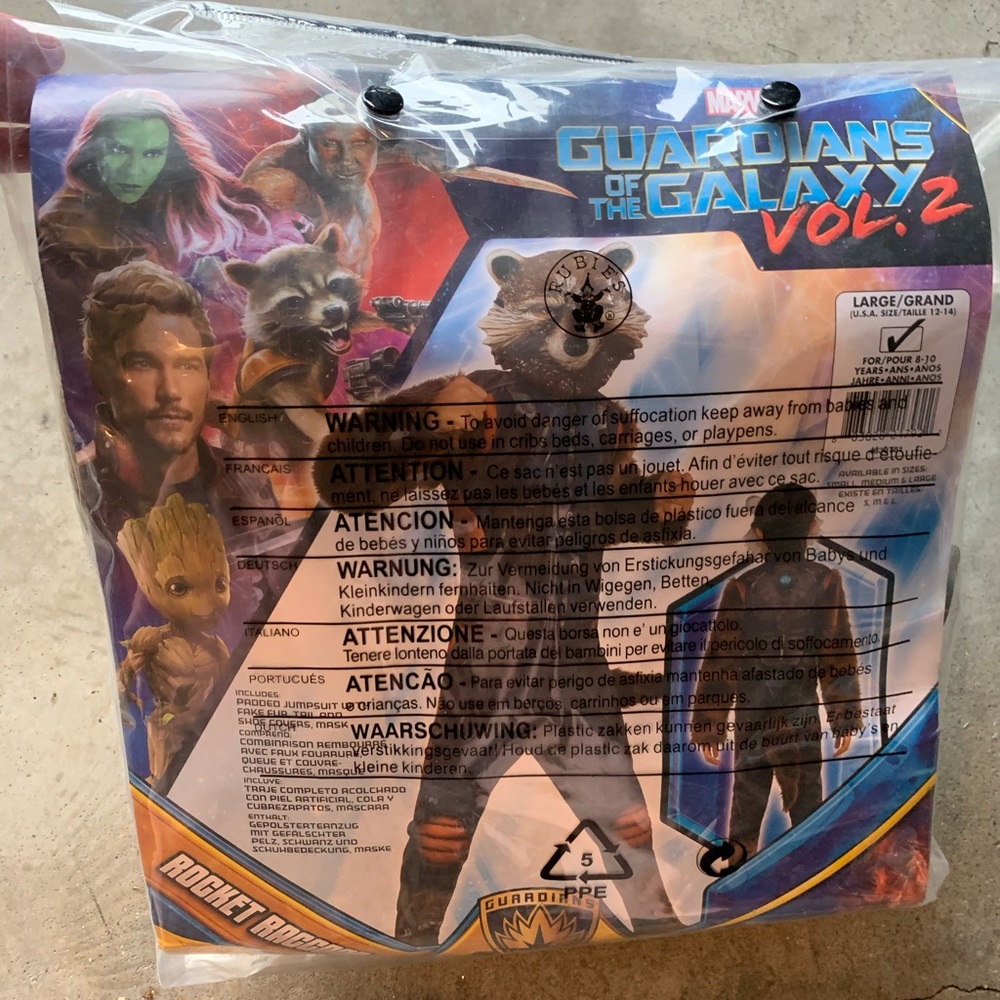 MARVEL
GUARDIANS
OF THE GALAXY
VOL. 2
RUBIE'S
®
LARGE/GRAND
(U.S.A. SIZE/TAILLE 12-14)
FOR/POUR 8-10
YEARS•ANS•ANOS
JAHRE•ANNI•ANOS
AVAILABLE IN SIZES:
SMALL, MEDIUM & LARGE
EXISTE EN TAILLES:
S, M & L
ENGLISH WARNING - To avoid danger of suffocation keep away from babies and
children. Do not use in cribs beds, carriages, or playpens.
FRANCAIS ATTENTION - Ce sac n'est pas un jouet. Afin d'éviter tout risque d'étoufie-
ment, ne laissez pas les bébés et les enfants houer avec ce sac.
ESPANÕL ATENCION - Mantenga esta bolsa de plástico fuera del alcance
de bebés y niños para evitar peligros de asfixia.
DEUTSCH WARNUNG: Zur Vermeidung von Erstickungsgefahar von Babys und
Kleinkindern fernhalten. Nicht in Wigegen, Betten,
Kinderwagen oder Laufstallen verwenden.
ITALIANO ATTENZIONE - Questa borsa non e' un giocattolo.
Tenere lonteno dalla portata dei bambini per evitare il pericolo di soffocamento.
PORTUCUÉS ATENCÃO - Para evitar perigo de asfixia mantenha afastado de bebés
e crianças. Não use em berços, carrinhos ou em parques.
DUTCH WAARSCHUWING: Plastic zakken kunnen gevaarlijk zijn. Er bestaat
verstikkingsgevaar! Houd de plastic zak daarom uit de buurt van baby's en
kleine kinderen.
INCLUDES:
PADDED JUMPSUIT WITH
FAKE FUR, TAIL AND
SHOE COVERS, MASK
COMPREND:
COMBINAISON REMBOURRÉE
AVEC FAUX FOURRURE
QUEUE ET COUVRE-
CHAUSSURES, MASQUE
INCLUYE:
TRAJE COMPLETO ACOLCHADO
CON PIEL ARTIFICIAL, COLA Y
CUBREZAPATOS, MÁSCARA
ENTHALT:
GEPOLSTERTEANZUG
MIT GEFÄLSCHTER
PELZ, SCHWANZ UND
SCHUHBEDECKUNG, MASKE
5
PPE
GUARDIANS
ROCKET RACCOON